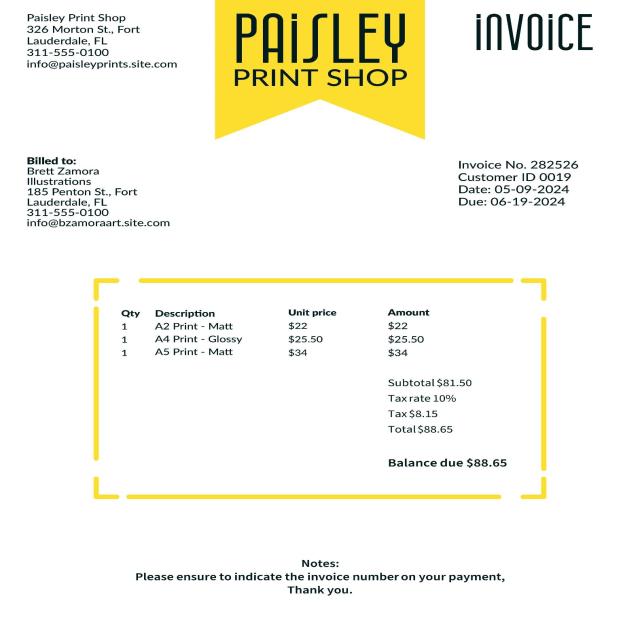 Paisley Print Shop
326 Morton St., Fort
Lauderdale, FL
311-555-0100
info@paisleyprints.site.com
PAiSLEY
PRINT SHOP
iNVOiCE
Billed to:
Brett Zamora
Illustrations
185 Penton St., Fort
Lauderdale, FL
311-555-0100
info@bzamoraart.site.com
Invoice No. 282526
Customer ID 0019
Date: 05-09-2024
Due: 06-19-2024
Qty Description Unit price Amount
1 A2 Print - Matt $22 $22
1 A4 Print - Glossy $25.50 $25.50
1 A5 Print - Matt $34 $34
Subtotal $81.50
Tax rate 10%
Tax $8.15
Total $88.65
Balance due $88.65
Notes:
Please ensure to indicate the invoice number on your payment,
Thank you.